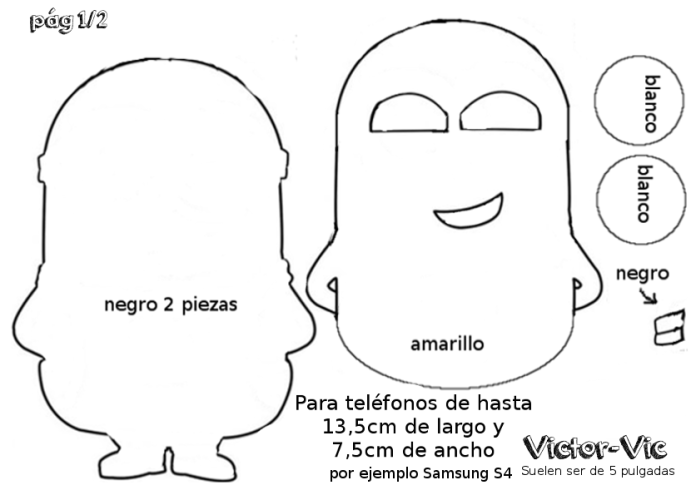 pág 1/2
blanco
blanco
negro
negro 2 piezas
amarillo
Para teléfonos de hasta
13,5cm de largo y
7,5cm de ancho
por ejemplo Samsung S4
Victor-Vic
Suelen ser de 5 pulgadas